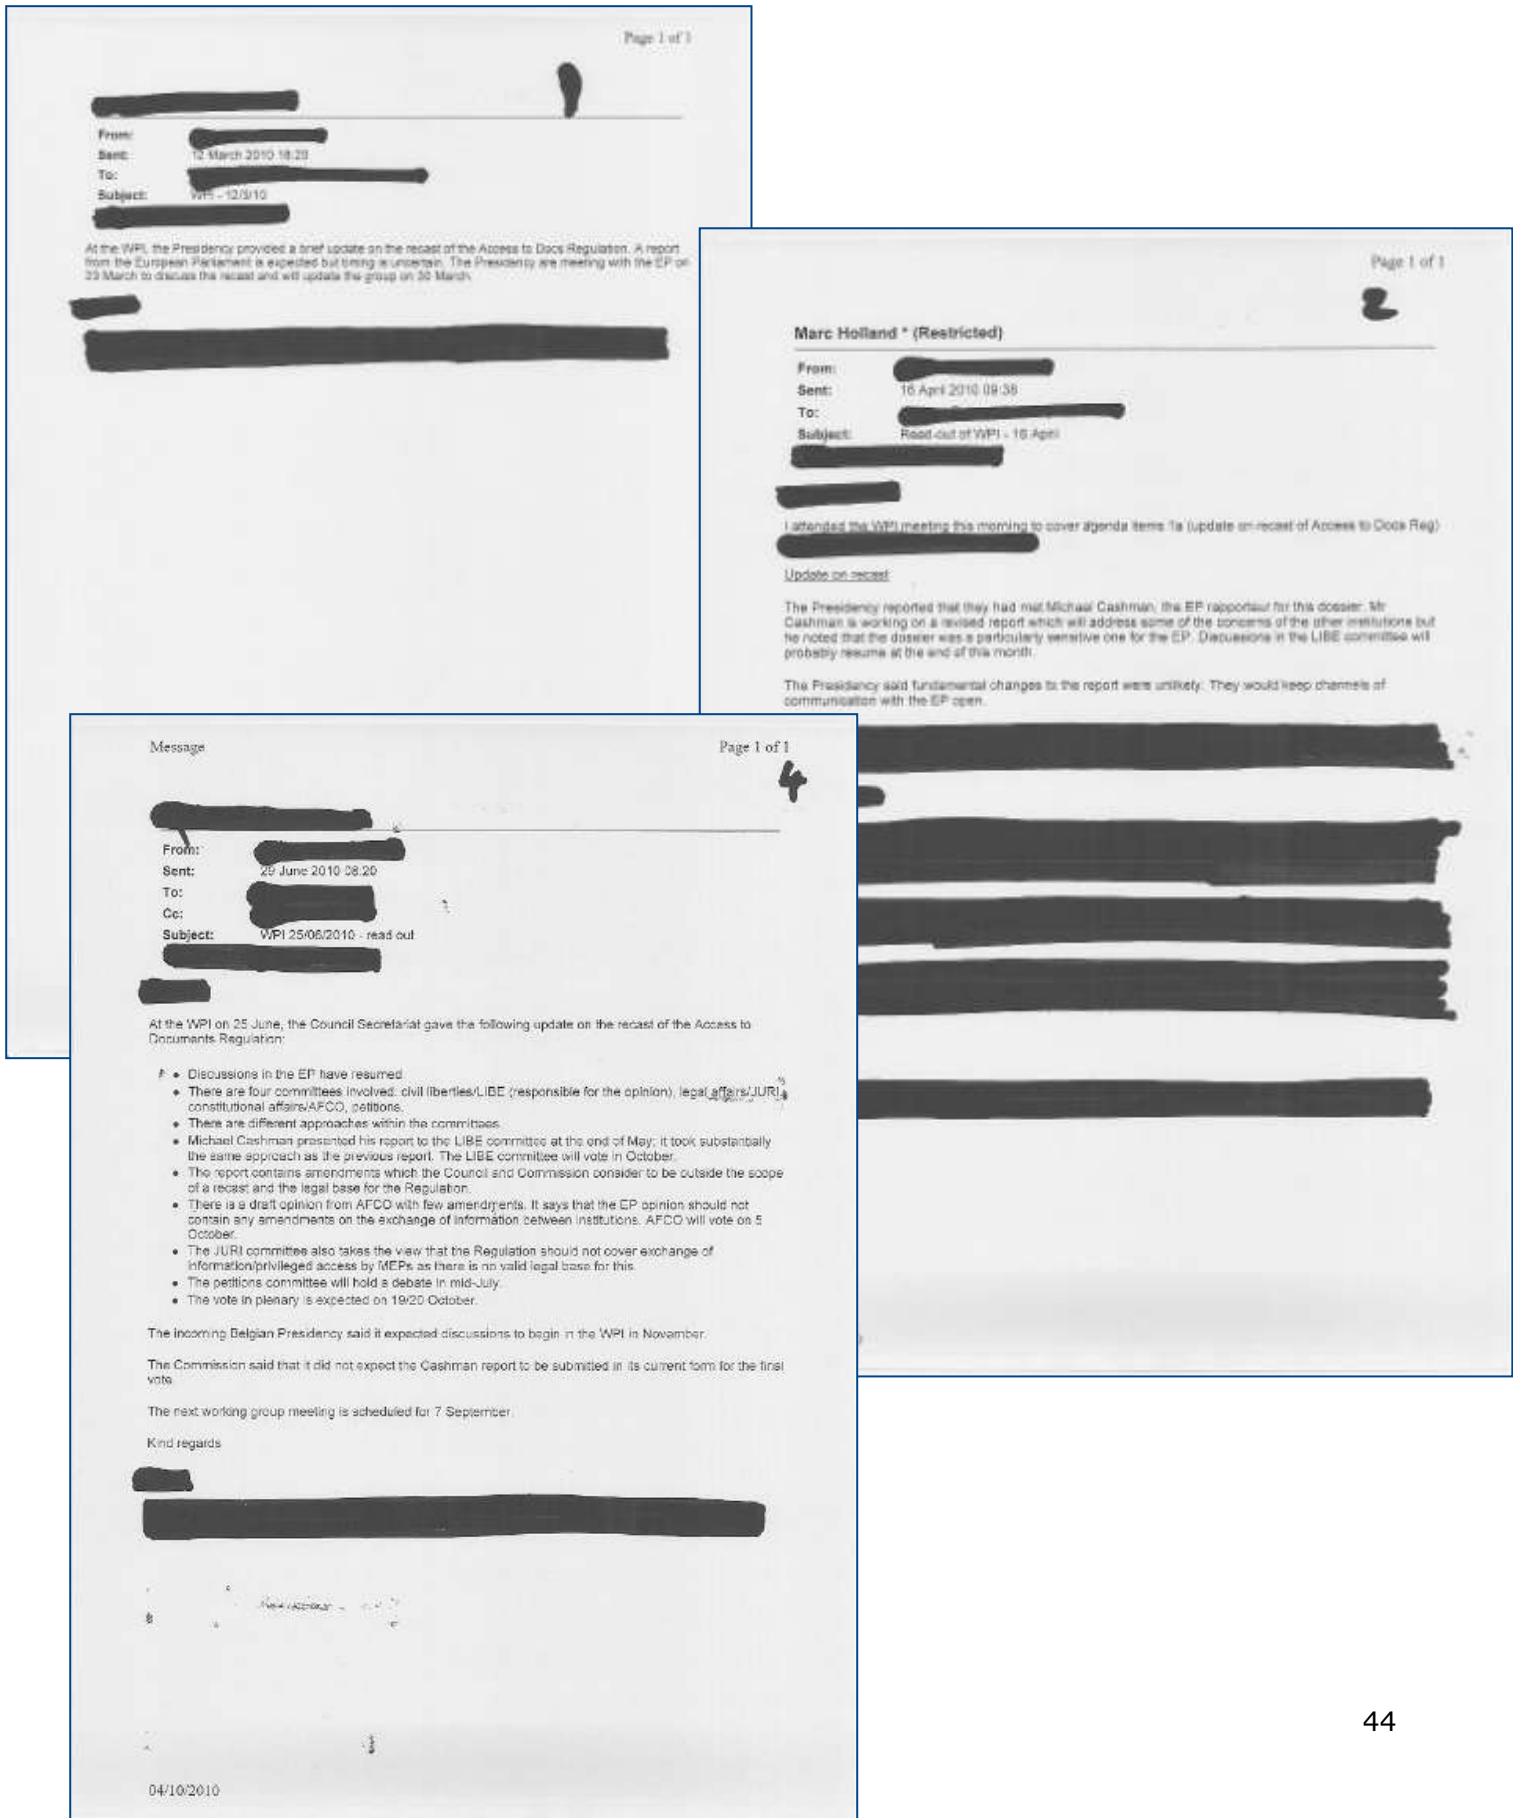 Page 1 of 1
From:
Sent: 12 March 2010 18:29
To:
Subject: WPI - 12/3/10
At the WPI, the Presidency provided a brief update on the recast of the Access to Docs Regulation. A report
from the European Parliament is expected but timing is uncertain. The Presidency are meeting with the EP on
23 March to discuss the recast and will update the group on 30 March.
Page 1 of 1
2
Marc Holland * (Restricted)
From:
Sent: 16 April 2010 09:38
To:
Subject: Read-out of WPI - 16 April
I attended the WPI meeting this morning to cover agenda items 1a (update on recast of Access to Docs Reg)
Update on recast
The Presidency reported that they had met Michael Cashman, the EP rapporteur for this dossier. Mr
Cashman is working on a revised report which will address some of the concerns of the other institutions but
he noted that the dossier was a particularly sensitive one for the EP. Discussions in the LIBE committee will
probably resume at the end of this month.
The Presidency said fundamental changes to the report were unlikely. They would keep channels of
communication with the EP open.
Message Page 1 of 1
4
From:
Sent: 29 June 2010 08:20
To:
Cc:
Subject: WPI 25/06/2010 - read out
At the WPI on 25 June, the Council Secretariat gave the following update on the recast of the Access to
Documents Regulation:
• Discussions in the EP have resumed
• There are four committees involved: civil liberties/LIBE (responsible for the opinion), legal affairs/JURI,
constitutional affairs/AFCO, petitions.
• There are different approaches within the committees
• Michael Cashman presented his report to the LIBE committee at the end of May; it took substantially
the same approach as the previous report. The LIBE committee will vote in October.
• The report contains amendments which the Council and Commission consider to be outside the scope
of a recast and the legal base for the Regulation.
• There is a draft opinion from AFCO with few amendments. It says that the EP opinion should not
contain any amendments on the exchange of information between institutions. AFCO will vote on 5
October.
• The JURI committee also takes the view that the Regulation should not cover exchange of
information/privileged access by MEPs as there is no valid legal base for this.
• The petitions committee will hold a debate in mid-July.
• The vote in plenary is expected on 19/20 October.
The incoming Belgian Presidency said it expected discussions to begin in the WPI in November.
The Commission said that it did not expect the Cashman report to be submitted in its current form for the final
vote.
The next working group meeting is scheduled for 7 September.
Kind regards
04/10/2010
44